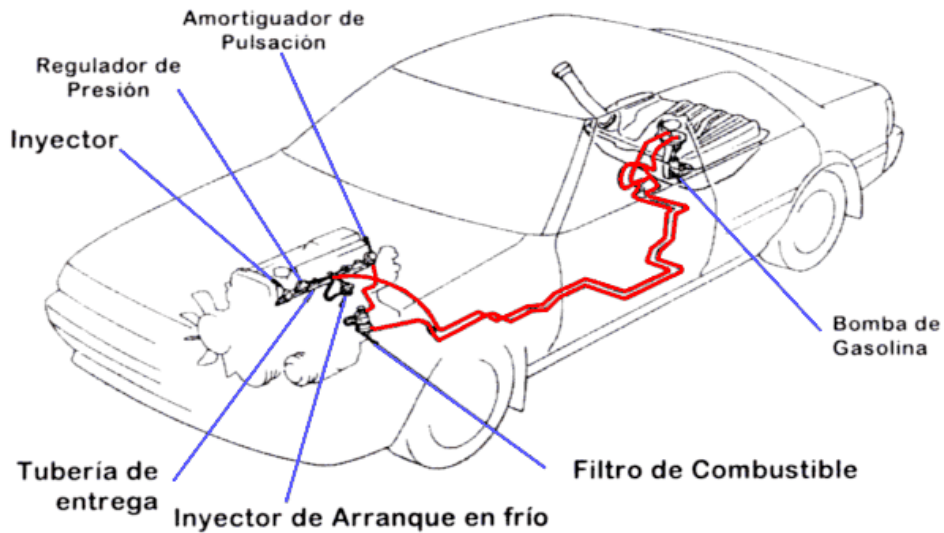 Amortiguador de
Pulsación
Regulador de
Presión
Inyector
Bomba de
Gasolina
Tubería de
entrega
Filtro de Combustible
Inyector de Arranque en frío